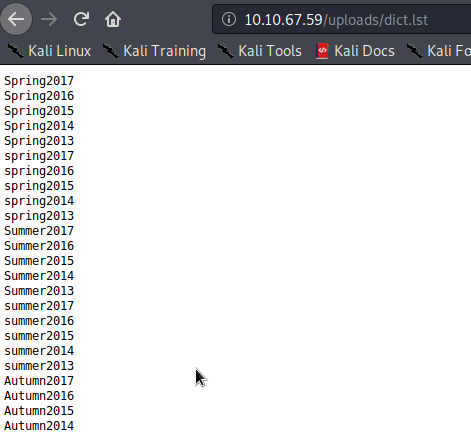 10.10.67.59/uploads/dict.lst
Kali Linux Kali Training Kali Tools Kali Docs Kali Fo
Spring2017
Spring2016
Spring2015
Spring2014
Spring2013
spring2017
spring2016
spring2015
spring2014
spring2013
Summer2017
Summer2016
Summer2015
Summer2014
Summer2013
summer2017
summer2016
summer2015
summer2014
summer2013
Autumn2017
Autumn2016
Autumn2015
Autumn2014